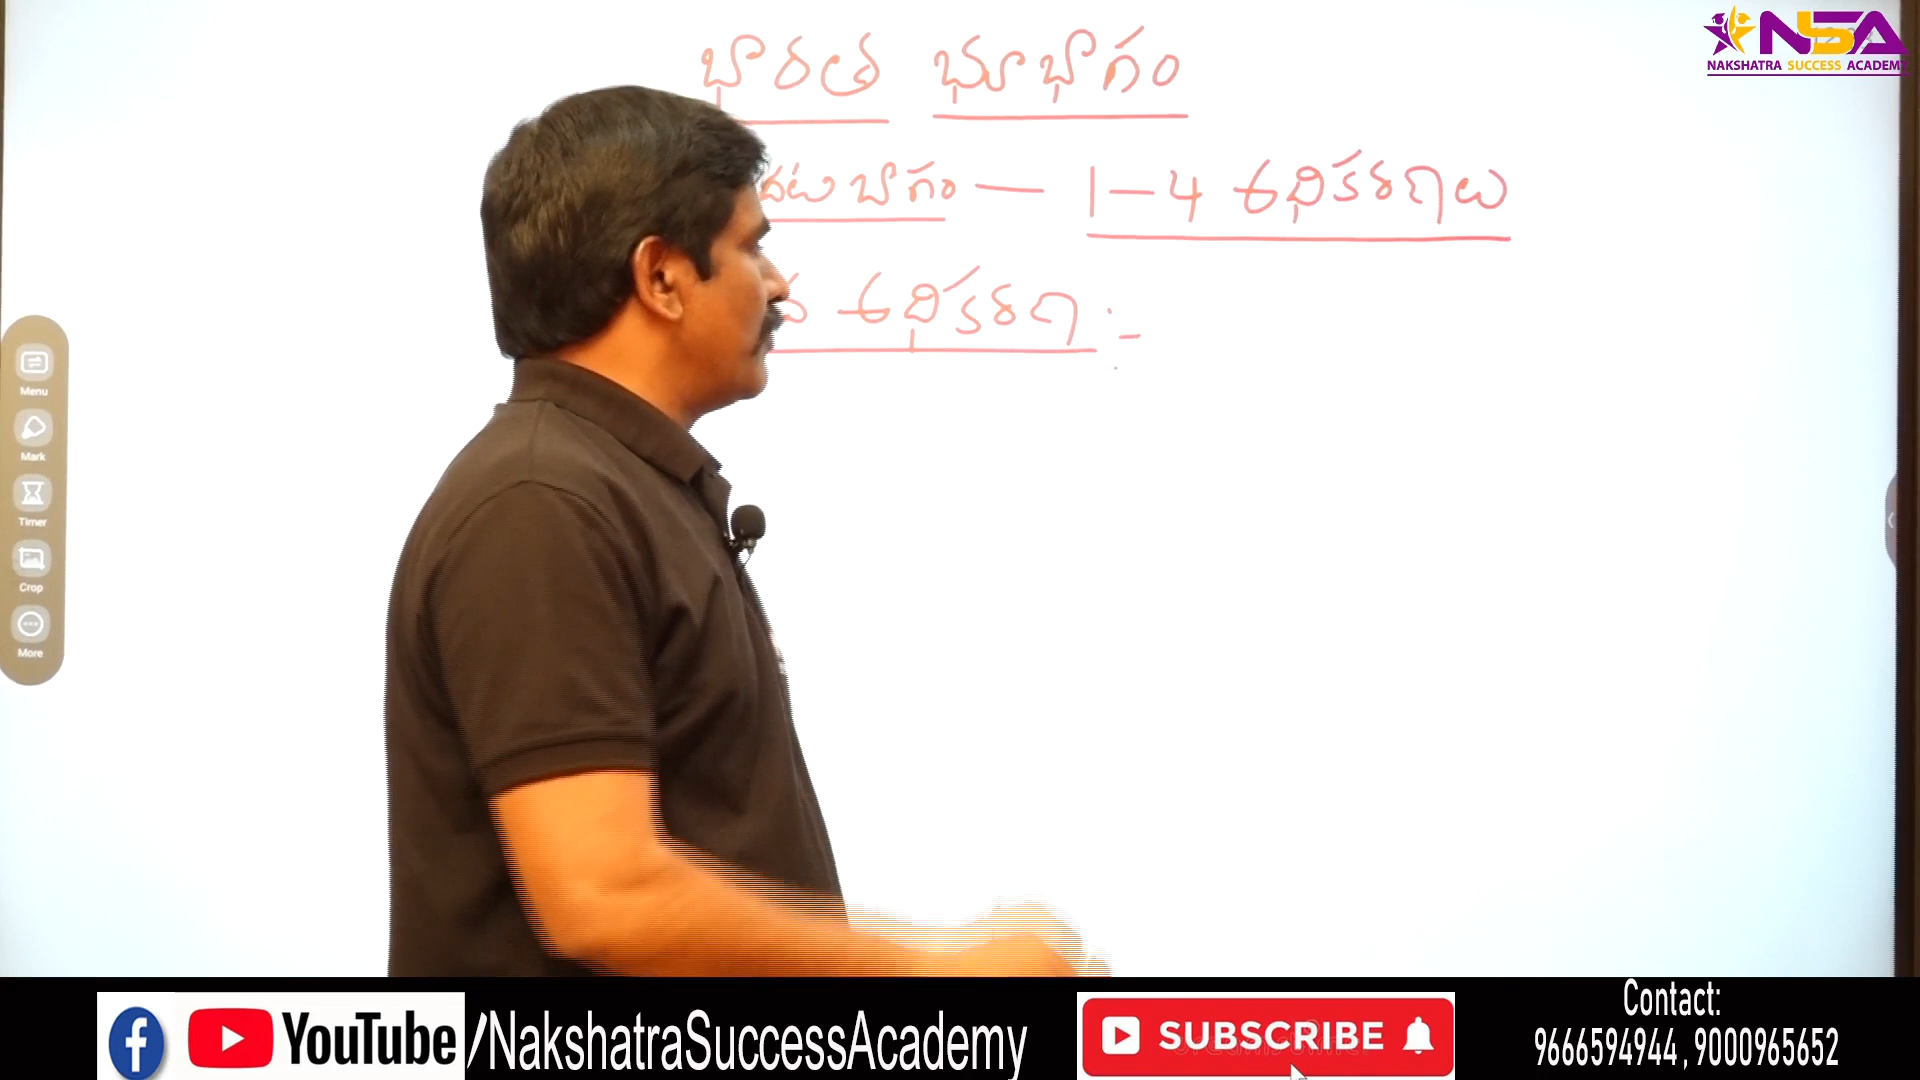 NSA
NAKSHATRA SUCCESS ACADEMY
భారత భూభాగం
భాగం — 1-4 అధికరణలు
అధికరణ :-
Menu
Mark
Timer
Crop
More
YouTube /NakshatraSuccessAcademy
SUBSCRIBE
Contact:
9666594944 , 9000965652